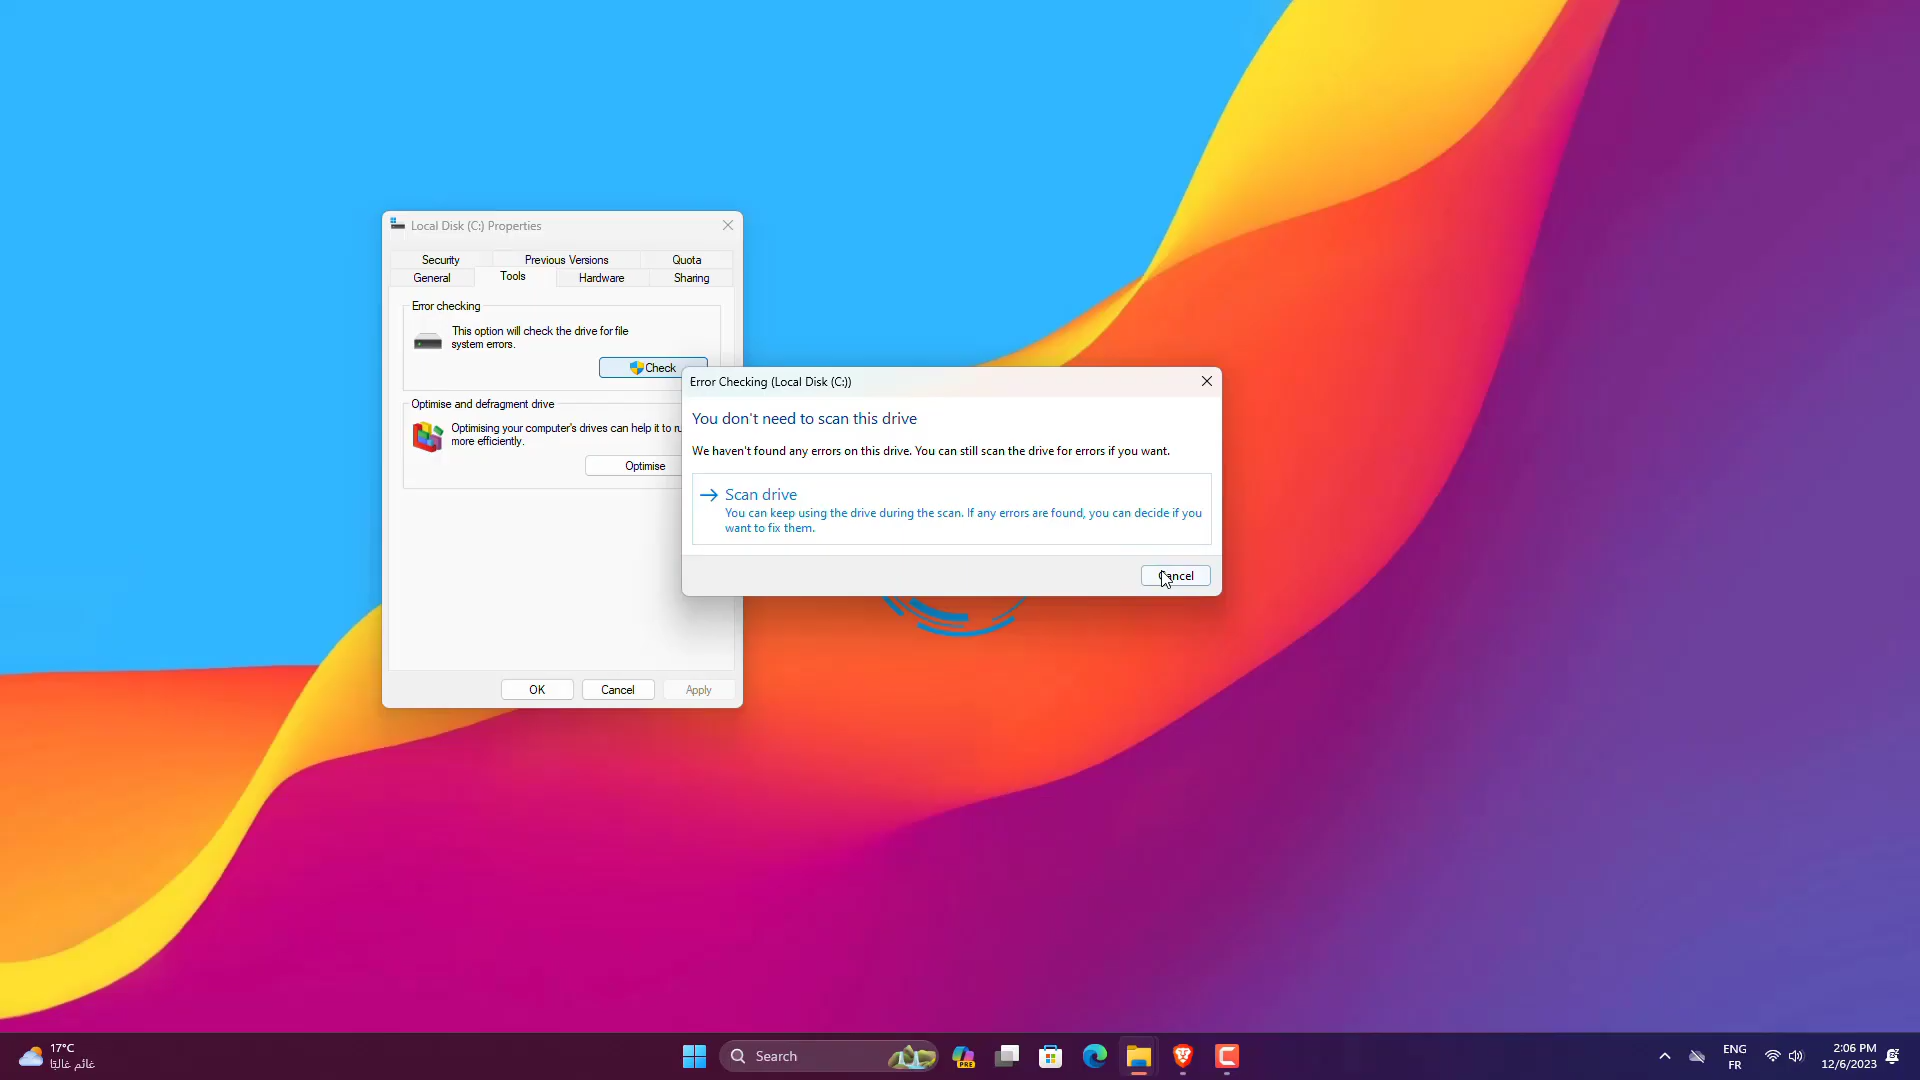 Local Disk (C:) Properties
Security
Previous Versions
Quota
General
Tools
Hardware
Sharing
Error checking
This option will check the drive for file
system errors.
Check
Optimise and defragment drive
Optimising your computer's drives can help it to
more efficiently.
Optimise
OK
Cancel
Apply
Error Checking (Local Disk (C:))
You don't need to scan this drive
We haven't found any errors on this drive. You can still scan the drive for errors if you want.
Scan drive
You can keep using the drive during the scan. If any errors are found, you can decide if you
want to fix them.
Cancel
17°C
غائم غالبًا
Search
PRE
ENG
FR
2:06 PM
12/6/2023